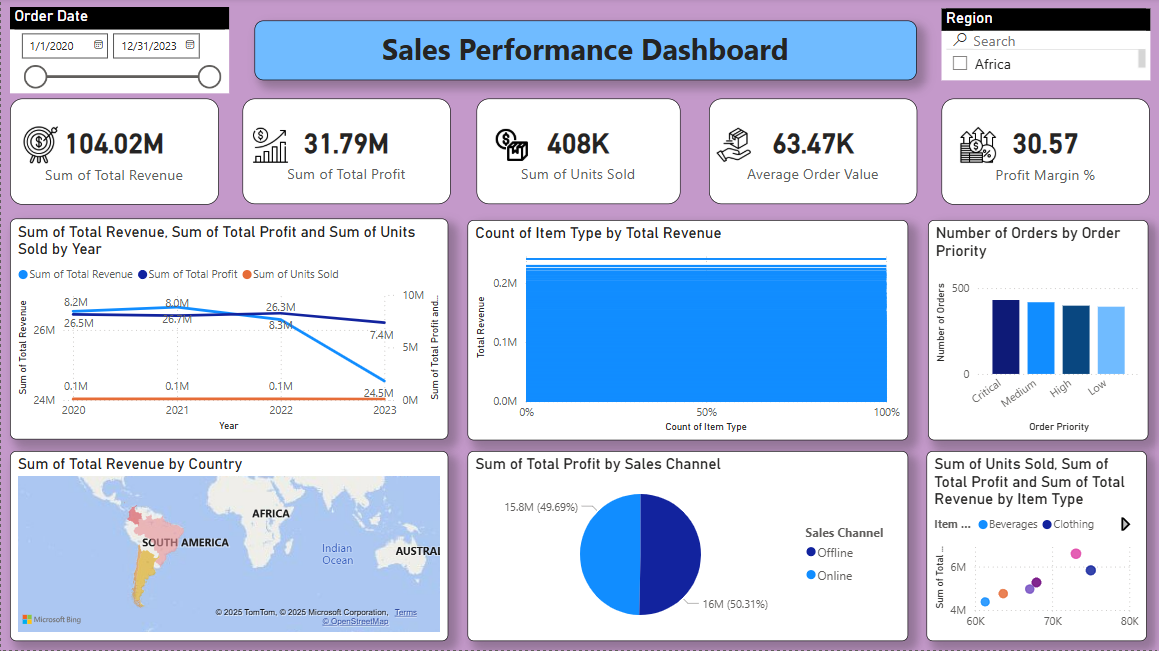 Order Date
1/1/2020
12/31/2023
Sales Performance Dashboard
Region
Search
Africa
104.02M
Sum of Total Revenue
31.79M
Sum of Total Profit
408K
Sum of Units Sold
63.47K
Average Order Value
30.57
Profit Margin %
Sum of Total Revenue, Sum of Total Profit and Sum of Units
Sold by Year
Sum of Total Revenue
Sum of Total Profit
Sum of Units Sold
Sum of Total Revenue
26M
24M
8.2M
26.5M
8.0M
26.7M
26.3M
8.3M
7.4M
24.5M
0.1M
0.1M
0.1M
10M
5M
0M
Sum of Total Profit and...
2020
2021
2022
2023
Year
Count of Item Type by Total Revenue
Total Revenue
0.2M
0.1M
0.0M
0%
50%
100%
Count of Item Type
Number of Orders by Order
Priority
Number of Orders
500
0
Critical
Medium
High
Low
Order Priority
Sum of Total Revenue by Country
AFRICA
SOUTH AMERICA
Indian
Ocean
AUSTRAL
© 2025 TomTom, © 2025 Microsoft Corporation, Terms
© OpenStreetMap
Microsoft Bing
Sum of Total Profit by Sales Channel
15.8M (49.69%)
16M (50.31%)
Sales Channel
Offline
Online
Sum of Units Sold, Sum of
Total Profit and Sum of Total
Revenue by Item Type
Item ...
Beverages
Clothing
Sum of Total...
6M
4M
60K
70K
80K